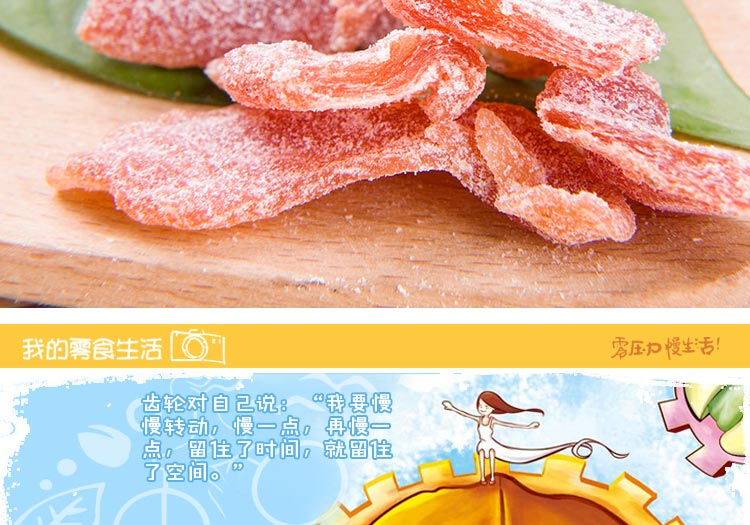 我的零食生活
零压力慢生活!
齿轮对自己说：“我要慢
慢转动，慢一点，再慢一
点，留住了时间，就留住
了空间。”